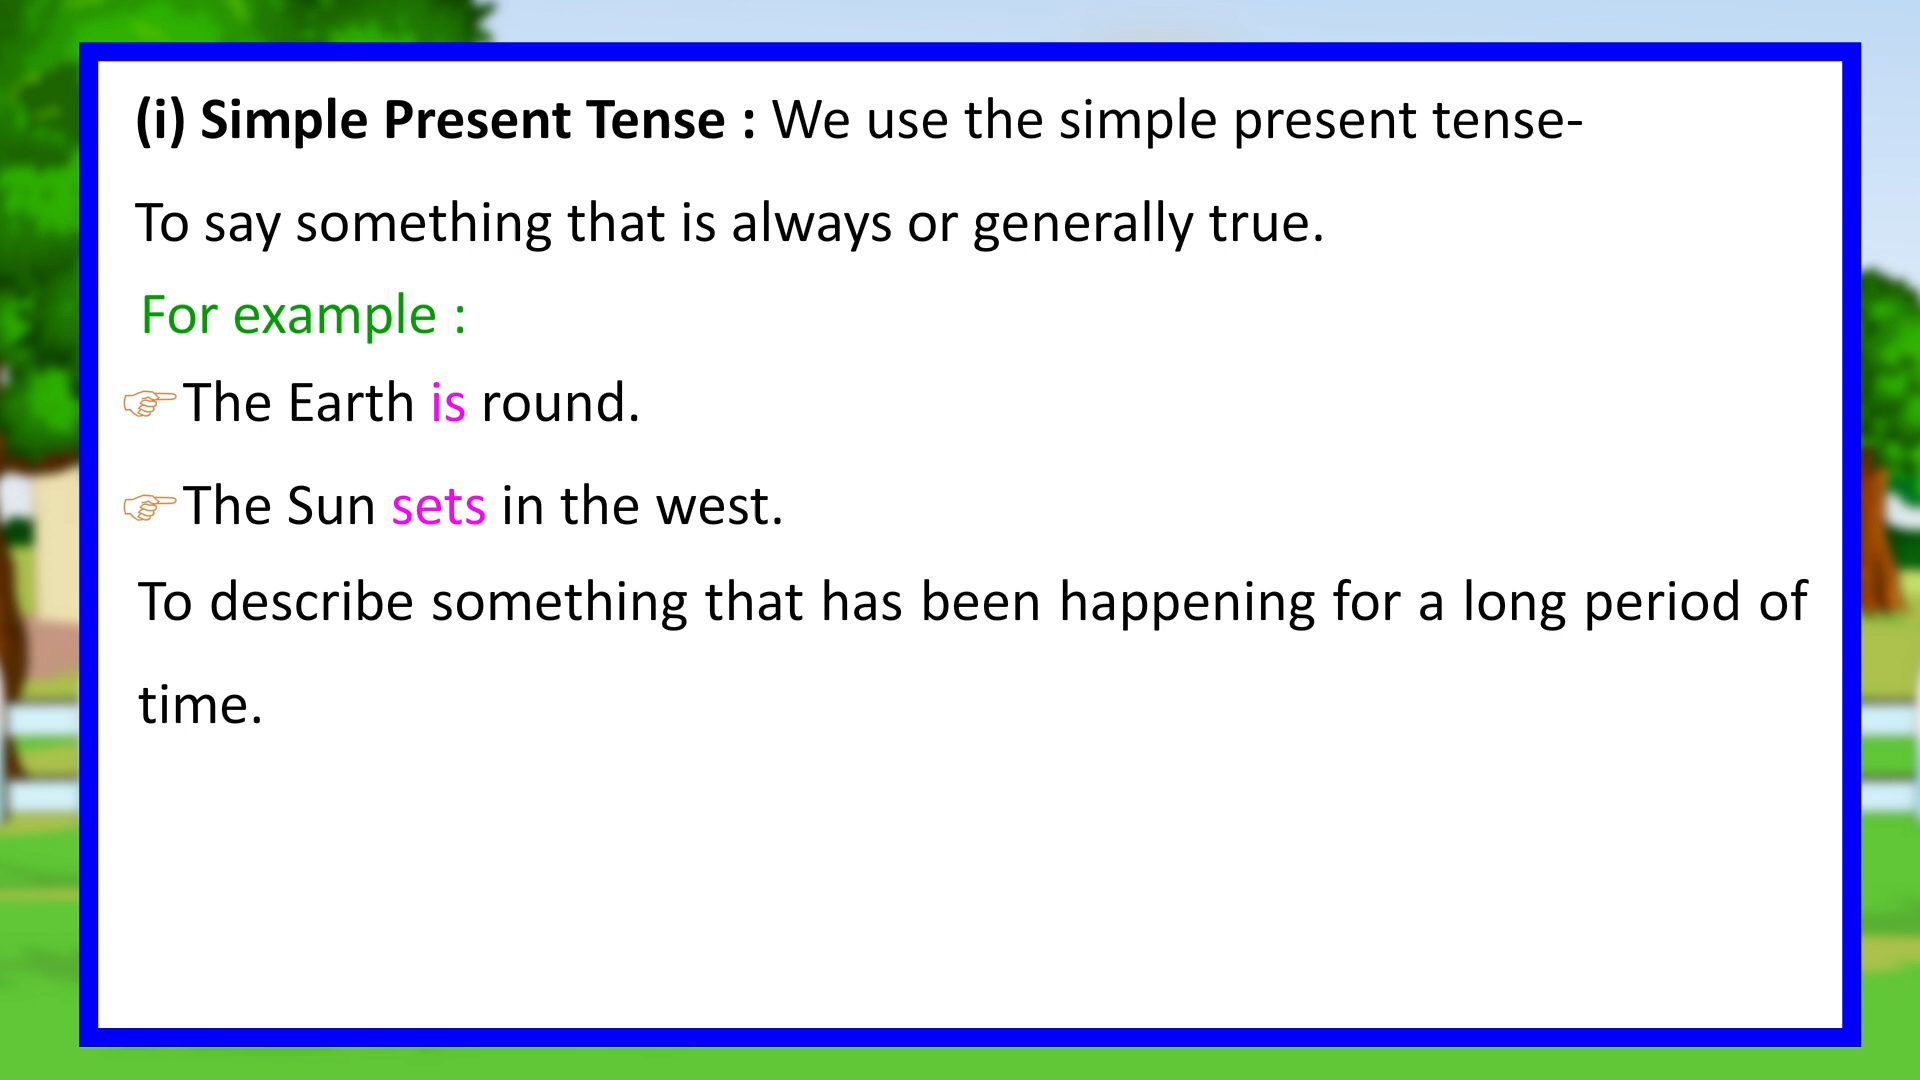 (i) Simple Present Tense : We use the simple present tense-
To say something that is always or generally true.
For example :
☞The Earth is round.
☞The Sun sets in the west.
To describe something that has been happening for a long period of
time.